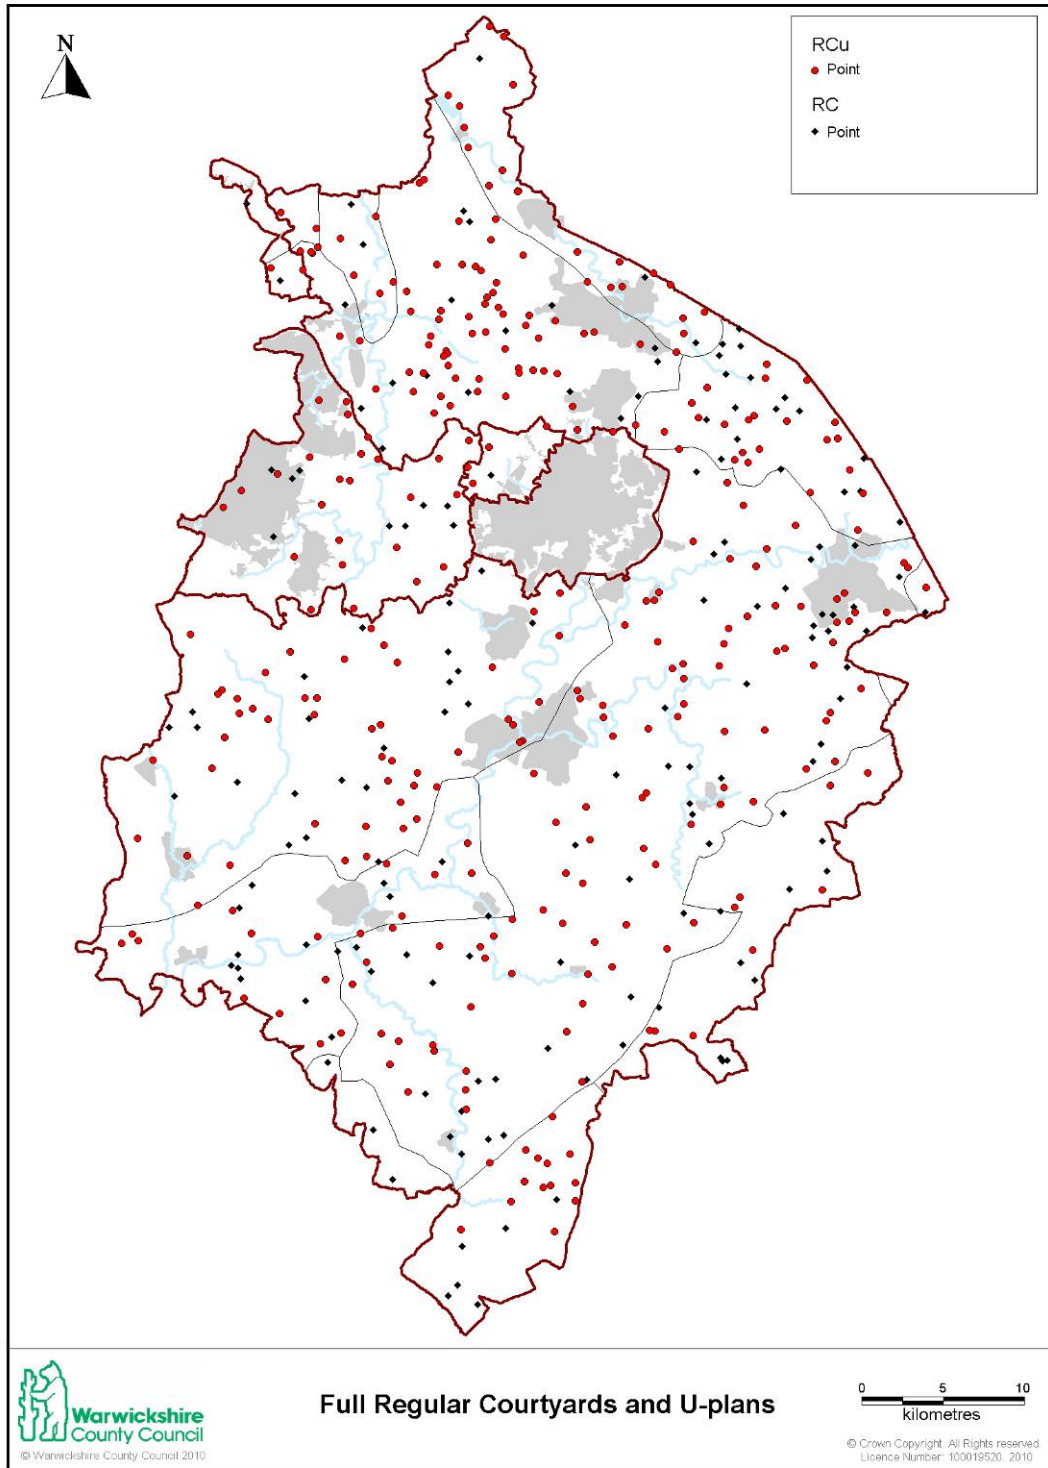 N
RCu
Point
RC
Point
Warwickshire
County Council
© Warwickshire County Council 2010
Full Regular Courtyards and U-plans
0 5 10
kilometres
© Crown Copyright. All Rights reserved
Licence Number: 100019520. 2010